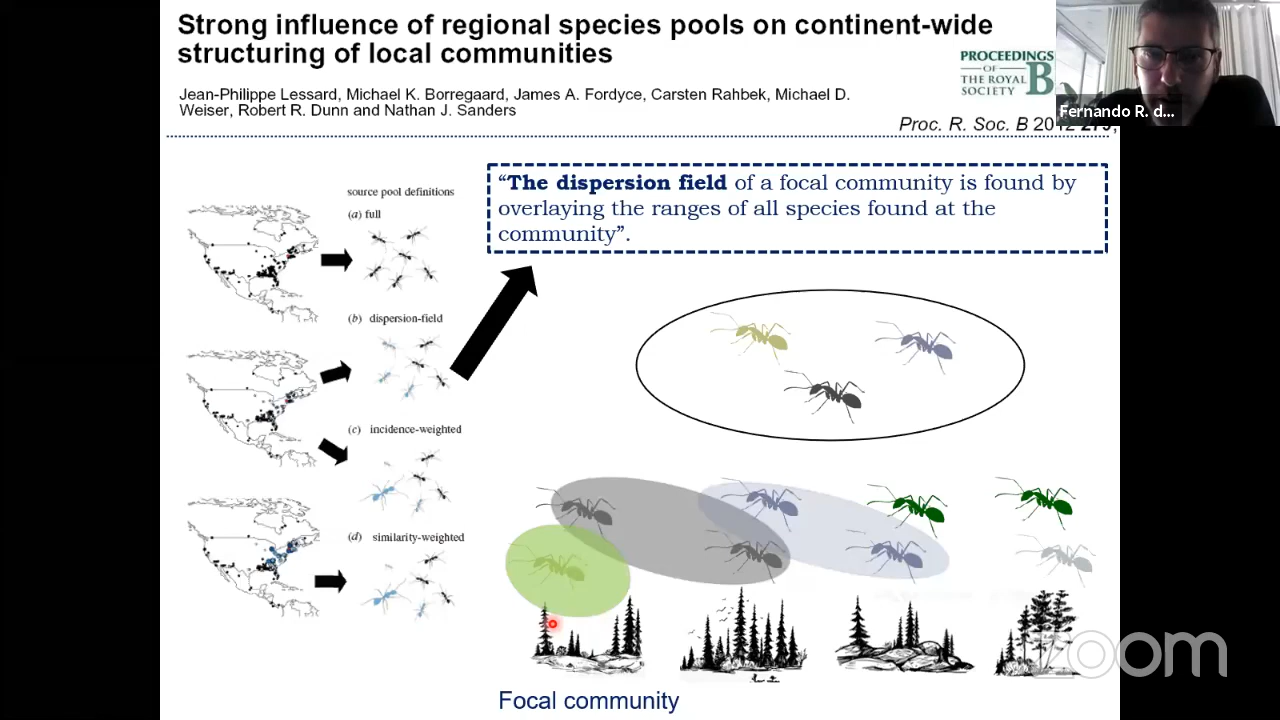 Strong influence of regional species pools on continent-wide
structuring of local communities
PROCEEDINGS
OF
THE ROYAL
SOCIETY
B
Jean-Philippe Lessard, Michael K. Borregaard, James A. Fordyce, Carsten Rahbek, Michael D.
Weiser, Robert R. Dunn and Nathan J. Sanders
Fernando R. d...
Proc. R. Soc. B 2012
source pool definitions
(a) full
(b) dispersion-field
(c) incidence-weighted
(d) similarity-weighted
“The dispersion field of a focal community is found by
overlaying the ranges of all species found at the
community”.
Focal community
zoom